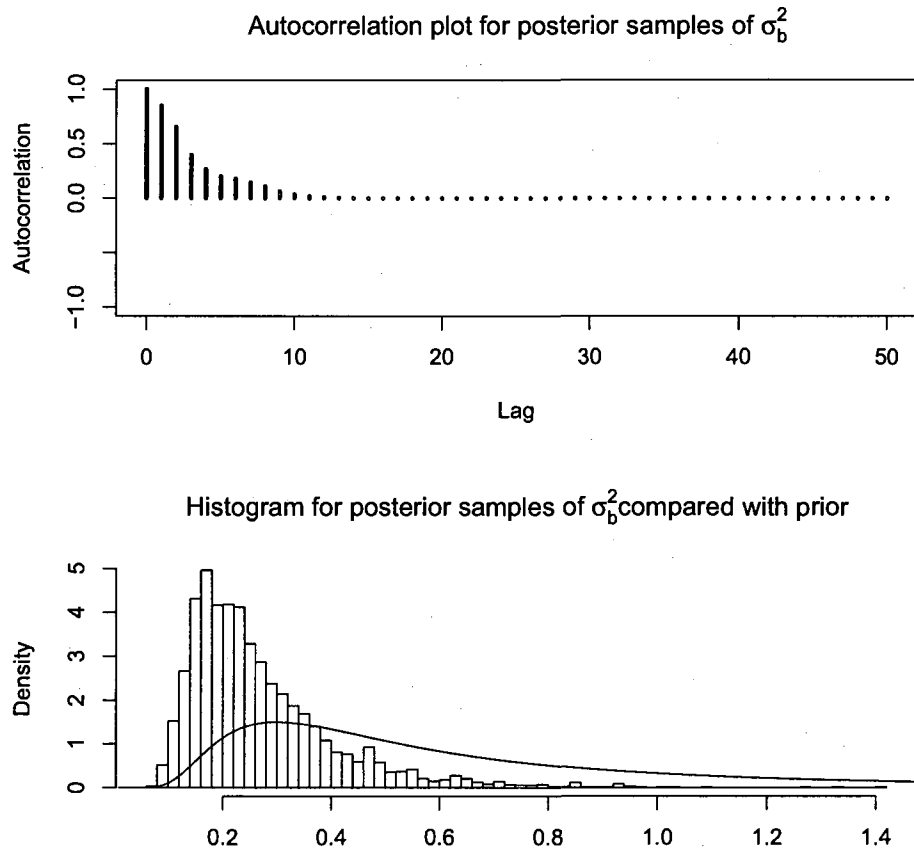 Autocorrelation plot for posterior samples of σ_b^2
1.0
0.5
0.0
−1.0
Autocorrelation
0 10 20 30 40 50
Lag
Histogram for posterior samples of σ_b^2compared with prior
5
4
3
2
1
0
Density
0.2 0.4 0.6 0.8 1.0 1.2 1.4